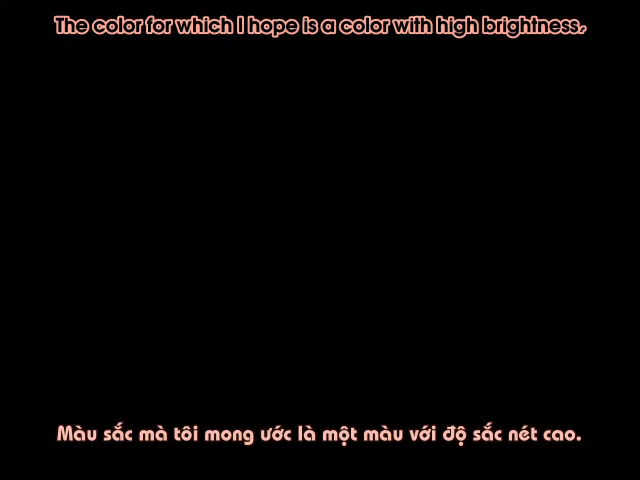 The color for which I hope is a color with high brightness.
Màu sắc mà tôi mong ước là một màu với độ sắc nét cao.